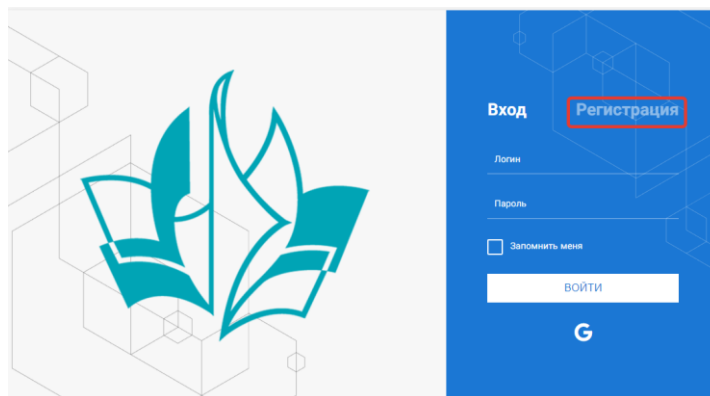 Вход Регистрация
Логин
Пароль
Запомнить меня
ВОЙТИ
G